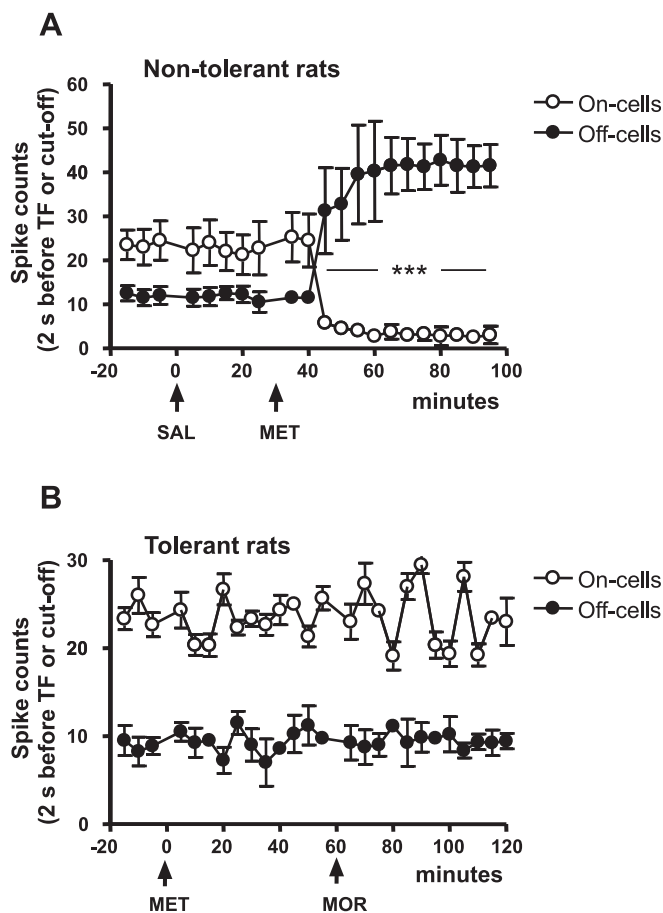 A
Non-tolerant rats
60
50
40
30
20
10
0
Spike counts
(2 s before TF or cut-off)
On-cells
Off-cells
***
-20 0 20 40 60 80 100
minutes
SAL MET
B
Tolerant rats
30
20
10
0
Spike counts
(2 s before TF or cut-off)
On-cells
Off-cells
-20 0 20 40 60 80 100 120
minutes
MET MOR